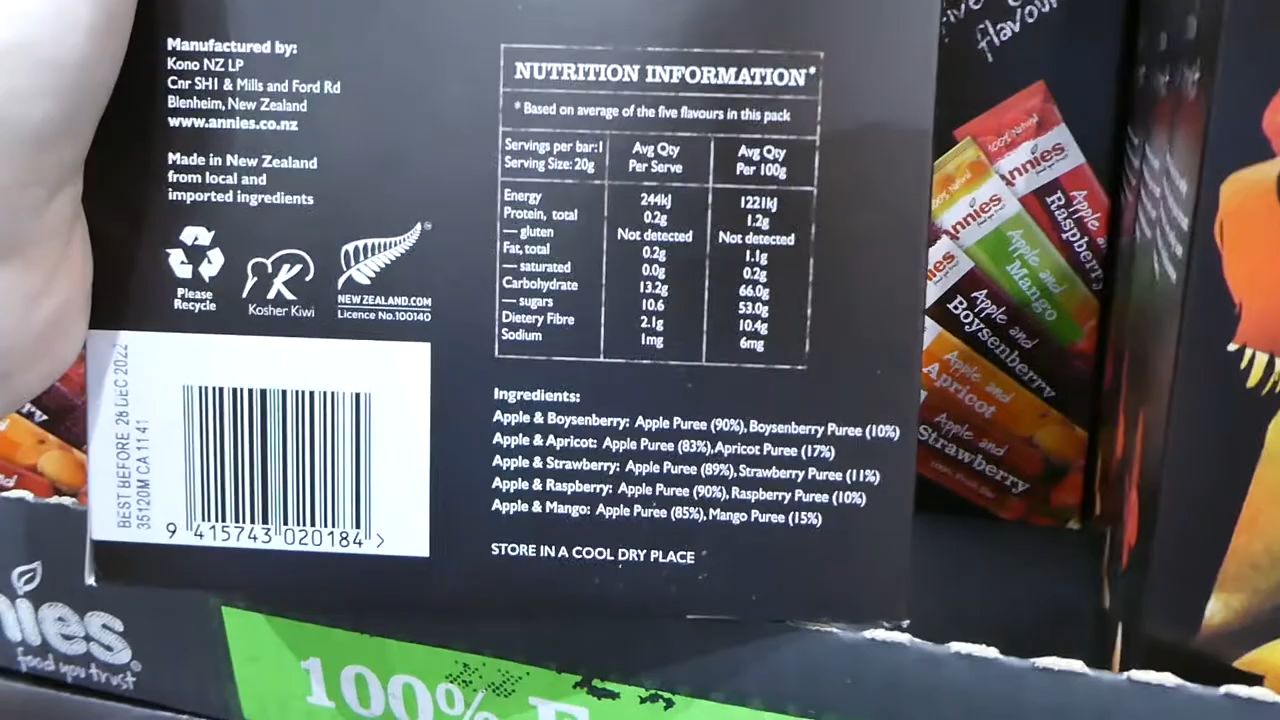 Manufactured by:
Kono NZ LP
Cnr SH1 & Mills and Ford Rd
Blenheim, New Zealand
www.annies.co.nz
Made in New Zealand
from local and
imported ingredients
Please
Recycle
Kosher Kiwi
NEW ZEALAND.COM
Licence No.100140
BEST BEFORE 28 DEC 2022
35120M CA 11 41
9 415743 020184 >
NUTRITION INFORMATION*
* Based on average of the five flavours in this pack
Servings per bar:1
Serving Size: 20g
Avg Qty
Per Serve
Avg Qty
Per 100g
Energy 244kJ 1221kJ
Protein, total 0.2g 1.2g
— gluten Not detected Not detected
Fat, total 0.2g 1.1g
— saturated 0.0g 0.2g
Carbohydrate 13.2g 66.0g
— sugars 10.6 53.0g
Dietery Fibre 2.1g 10.4g
Sodium 1mg 6mg
Ingredients:
Apple & Boysenberry: Apple Puree (90%), Boysenberry Puree (10%)
Apple & Apricot: Apple Puree (83%), Apricot Puree (17%)
Apple & Strawberry: Apple Puree (89%), Strawberry Puree (11%)
Apple & Raspberry: Apple Puree (90%), Raspberry Puree (10%)
Apple & Mango: Apple Puree (85%), Mango Puree (15%)
STORE IN A COOL DRY PLACE
flavou
100% Natural
Annies
Apple
Raspberry
Annies
Apple and
Mango
ies
Apple and
Boysenberry
Apple and
Apricot
Apple and
Strawberry
nies
food you trust
100%